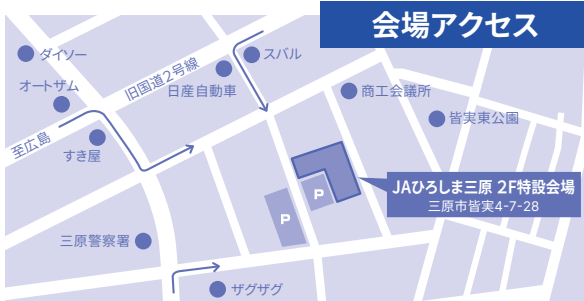 会場アクセス
ダイソー
スバル
旧国道2号線
オートザム
日産自動車
商工会議所
皆実東公園
至広島
すき屋
P
JAひろしま三原 2F特設会場
三原市皆実4-7-28
P
三原警察署
ザグザグ